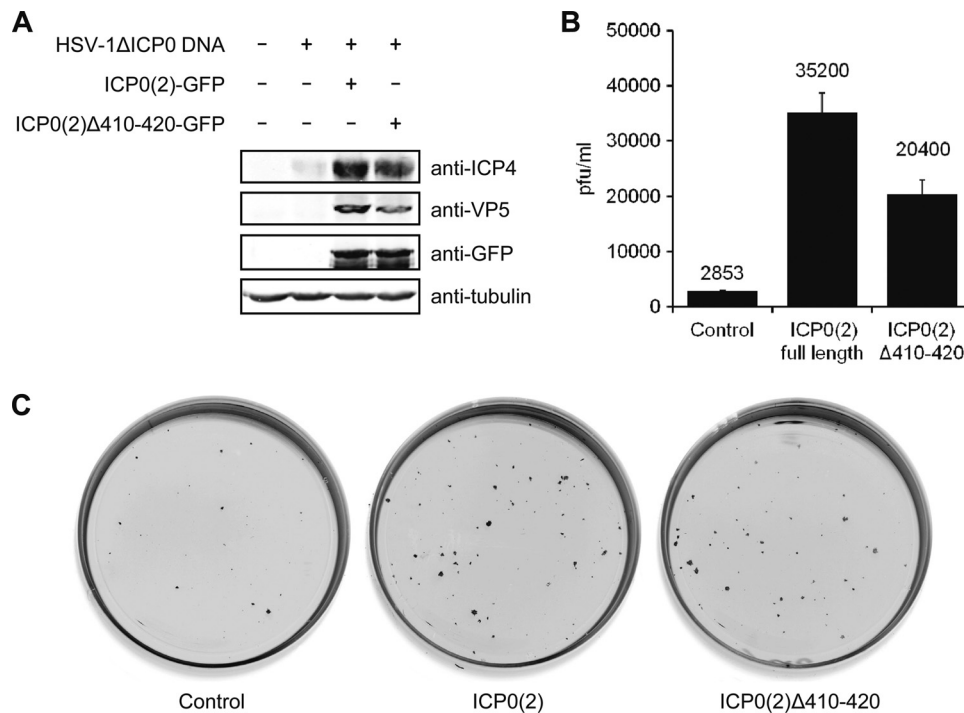 A
HSV-1ΔICP0 DNA - + + +
ICP0(2)-GFP - - + -
ICP0(2)Δ410-420-GFP - - - +
anti-ICP4
anti-VP5
anti-GFP
anti-tubulin
B
50000
40000
30000
20000
10000
0
pfu/ml
2853
35200
20400
Control
ICP0(2)
full length
ICP0(2)
Δ410-420
C
Control
ICP0(2)
ICP0(2)Δ410-420